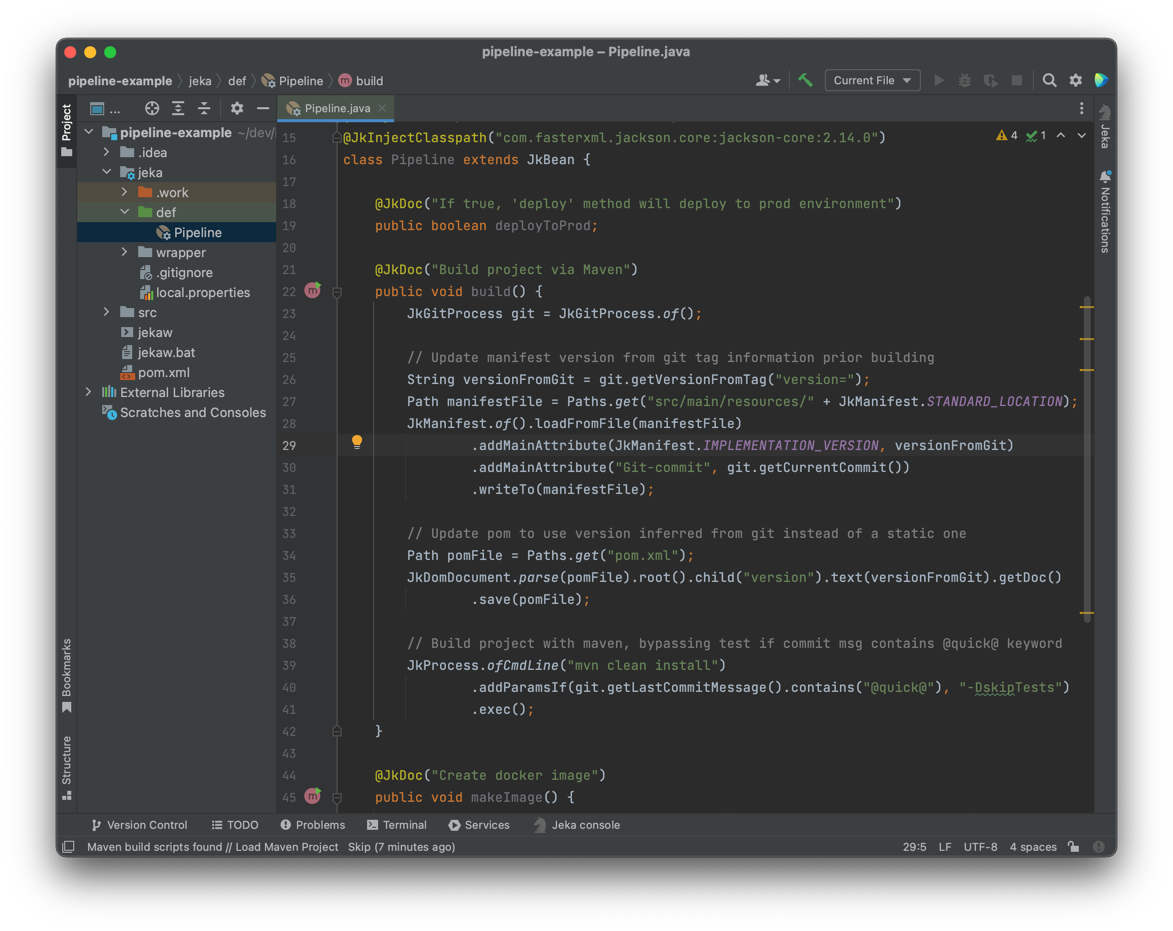 pipeline-example – Pipeline.java
pipeline-example jeka def Pipeline m build
Current File
Project
...
Pipeline.java
Jeka
Notifications
pipeline-example ~/dev/
.idea
jeka
.work
def
Pipeline
wrapper
.gitignore
local.properties
src
jekaw
jekaw.bat
pom.xml
External Libraries
Scratches and Consoles
4 1
15 @JkInjectClasspath("com.fasterxml.jackson.core:jackson-core:2.14.0")
16 class Pipeline extends JkBean {
17
18 @JkDoc("If true, 'deploy' method will deploy to prod environment")
19 public boolean deployToProd;
20
21 @JkDoc("Build project via Maven")
22 m public void build() {
23 JkGitProcess git = JkGitProcess.of();
24
25 // Update manifest version from git tag information prior building
26 String versionFromGit = git.getVersionFromTag("version=");
27 Path manifestFile = Paths.get("src/main/resources/" + JkManifest.STANDARD_LOCATION);
28 JkManifest.of().loadFromFile(manifestFile)
29 .addMainAttribute(JkManifest.IMPLEMENTATION_VERSION, versionFromGit)
30 .addMainAttribute("Git-commit", git.getCurrentCommit())
31 .writeTo(manifestFile);
32
33 // Update pom to use version inferred from git instead of a static one
34 Path pomFile = Paths.get("pom.xml");
35 JkDomDocument.parse(pomFile).root().child("version").text(versionFromGit).getDoc()
36 .save(pomFile);
37
38 // Build project with maven, bypassing test if commit msg contains @quick@ keyword
39 JkProcess.ofCmdLine("mvn clean install")
40 .addParamsIf(git.getLastCommitMessage().contains("@quick@"), "-DskipTests")
41 .exec();
42 }
43
44 @JkDoc("Create docker image")
45 m public void makeImage() {
Bookmarks
Structure
Version Control TODO Problems Terminal Services Jeka console
Maven build scripts found // Load Maven Project Skip (7 minutes ago) 29:5 LF UTF-8 4 spaces